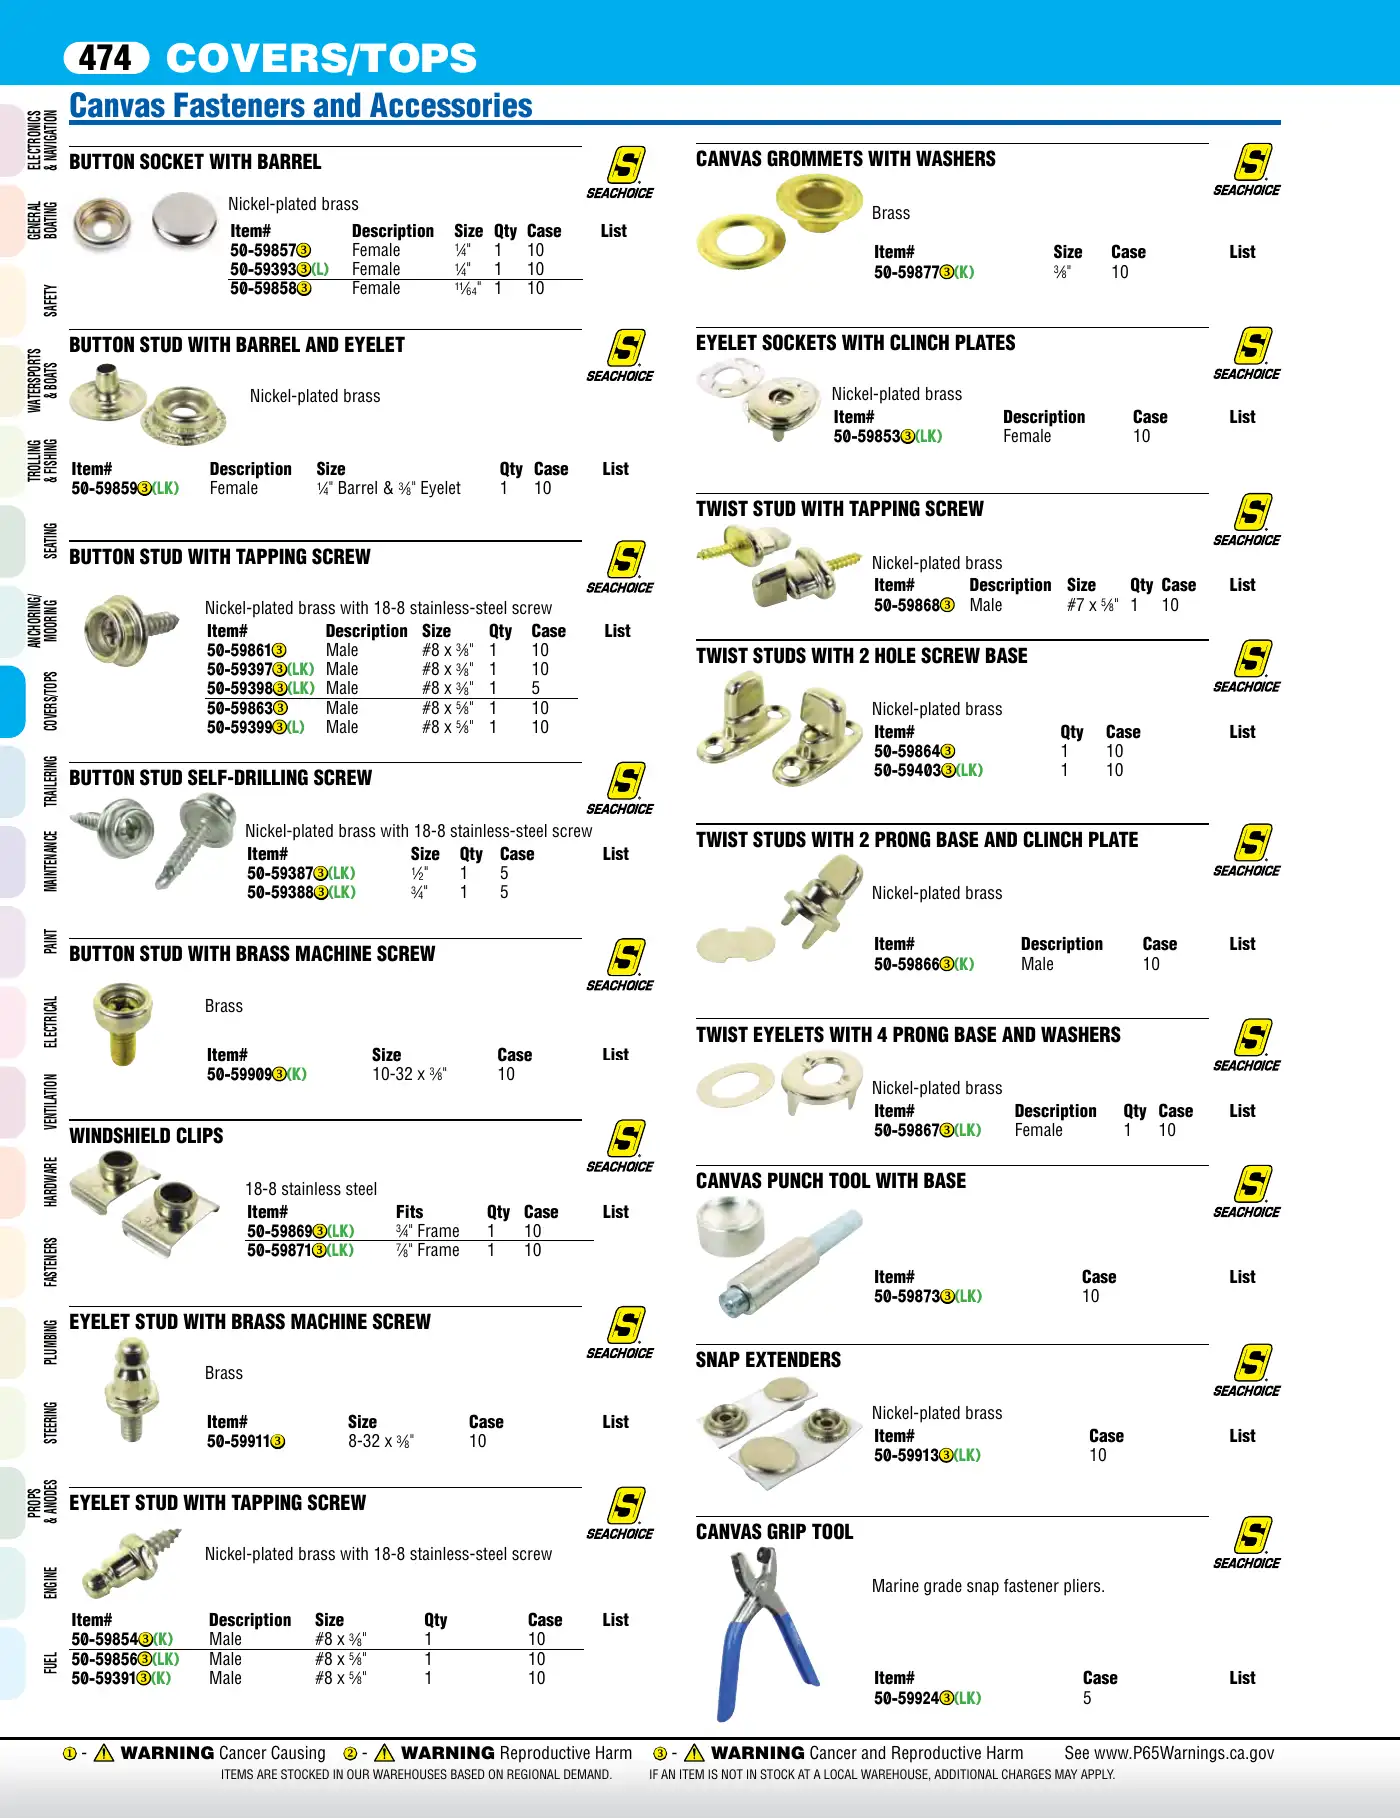 474 COVERS/TOPS
Canvas Fasteners and Accessories
ELECTRONICS & NAVIGATION
GENERAL BOATING
SAFETY
WATERSPORTS & BOATS
TROLLING & FISHING
SEATING
ANCHORING/ MOORING
COVERS/TOPS
TRAILERING
MAINTENANCE
PAINT
ELECTRICAL
VENTILATION
HARDWARE
FASTENERS
PLUMBING
STEERING
PROPS & ANODES
ENGINE
FUEL
BUTTON SOCKET WITH BARREL
SEACHOICE
Nickel-plated brass
Item# Description Size Qty Case List
50-59857③ Female ¼" 1 10
50-59393③(L) Female ¼" 1 10
50-59858③ Female 11⁄64" 1 10
BUTTON STUD WITH BARREL AND EYELET
SEACHOICE
Nickel-plated brass
Item# Description Size Qty Case List
50-59859③(LK) Female ¼" Barrel & ⅜" Eyelet 1 10
BUTTON STUD WITH TAPPING SCREW
SEACHOICE
Nickel-plated brass with 18-8 stainless-steel screw
Item# Description Size Qty Case List
50-59861③ Male #8 x ⅜" 1 10
50-59397③(LK) Male #8 x ⅜" 1 10
50-59398③(LK) Male #8 x ⅜" 1 5
50-59863③ Male #8 x ⅝" 1 10
50-59399③(L) Male #8 x ⅝" 1 10
BUTTON STUD SELF-DRILLING SCREW
SEACHOICE
Nickel-plated brass with 18-8 stainless-steel screw
Item# Size Qty Case List
50-59387③(LK) ½" 1 5
50-59388③(LK) ¾" 1 5
BUTTON STUD WITH BRASS MACHINE SCREW
SEACHOICE
Brass
Item# Size Case List
50-59909③(K) 10-32 x ⅜" 10
WINDSHIELD CLIPS
SEACHOICE
18-8 stainless steel
Item# Fits Qty Case List
50-59869③(LK) ¾" Frame 1 10
50-59871③(LK) ⅞" Frame 1 10
EYELET STUD WITH BRASS MACHINE SCREW
SEACHOICE
Brass
Item# Size Case List
50-59911③ 8-32 x ⅜" 10
EYELET STUD WITH TAPPING SCREW
SEACHOICE
Nickel-plated brass with 18-8 stainless-steel screw
Item# Description Size Qty Case List
50-59854③(K) Male #8 x ⅜" 1 10
50-59856③(LK) Male #8 x ⅝" 1 10
50-59391③(K) Male #8 x ⅝" 1 10
CANVAS GROMMETS WITH WASHERS
SEACHOICE
Brass
Item# Size Case List
50-59877③(K) ⅜" 10
EYELET SOCKETS WITH CLINCH PLATES
SEACHOICE
Nickel-plated brass
Item# Description Case List
50-59853③(LK) Female 10
TWIST STUD WITH TAPPING SCREW
SEACHOICE
Nickel-plated brass
Item# Description Size Qty Case List
50-59868③ Male #7 x ⅝" 1 10
TWIST STUDS WITH 2 HOLE SCREW BASE
SEACHOICE
Nickel-plated brass
Item# Qty Case List
50-59864③ 1 10
50-59403③(LK) 1 10
TWIST STUDS WITH 2 PRONG BASE AND CLINCH PLATE
SEACHOICE
Nickel-plated brass
Item# Description Case List
50-59866③(K) Male 10
TWIST EYELETS WITH 4 PRONG BASE AND WASHERS
SEACHOICE
Nickel-plated brass
Item# Description Qty Case List
50-59867③(LK) Female 1 10
CANVAS PUNCH TOOL WITH BASE
SEACHOICE
Item# Case List
50-59873③(LK) 10
SNAP EXTENDERS
SEACHOICE
Nickel-plated brass
Item# Case List
50-59913③(LK) 10
CANVAS GRIP TOOL
SEACHOICE
Marine grade snap fastener pliers.
Item# Case List
50-59924③(LK) 5
① - ⚠ WARNING Cancer Causing ② - ⚠ WARNING Reproductive Harm ③ - ⚠ WARNING Cancer and Reproductive Harm See www.P65Warnings.ca.gov
ITEMS ARE STOCKED IN OUR WAREHOUSES BASED ON REGIONAL DEMAND. IF AN ITEM IS NOT IN STOCK AT A LOCAL WAREHOUSE, ADDITIONAL CHARGES MAY APPLY.